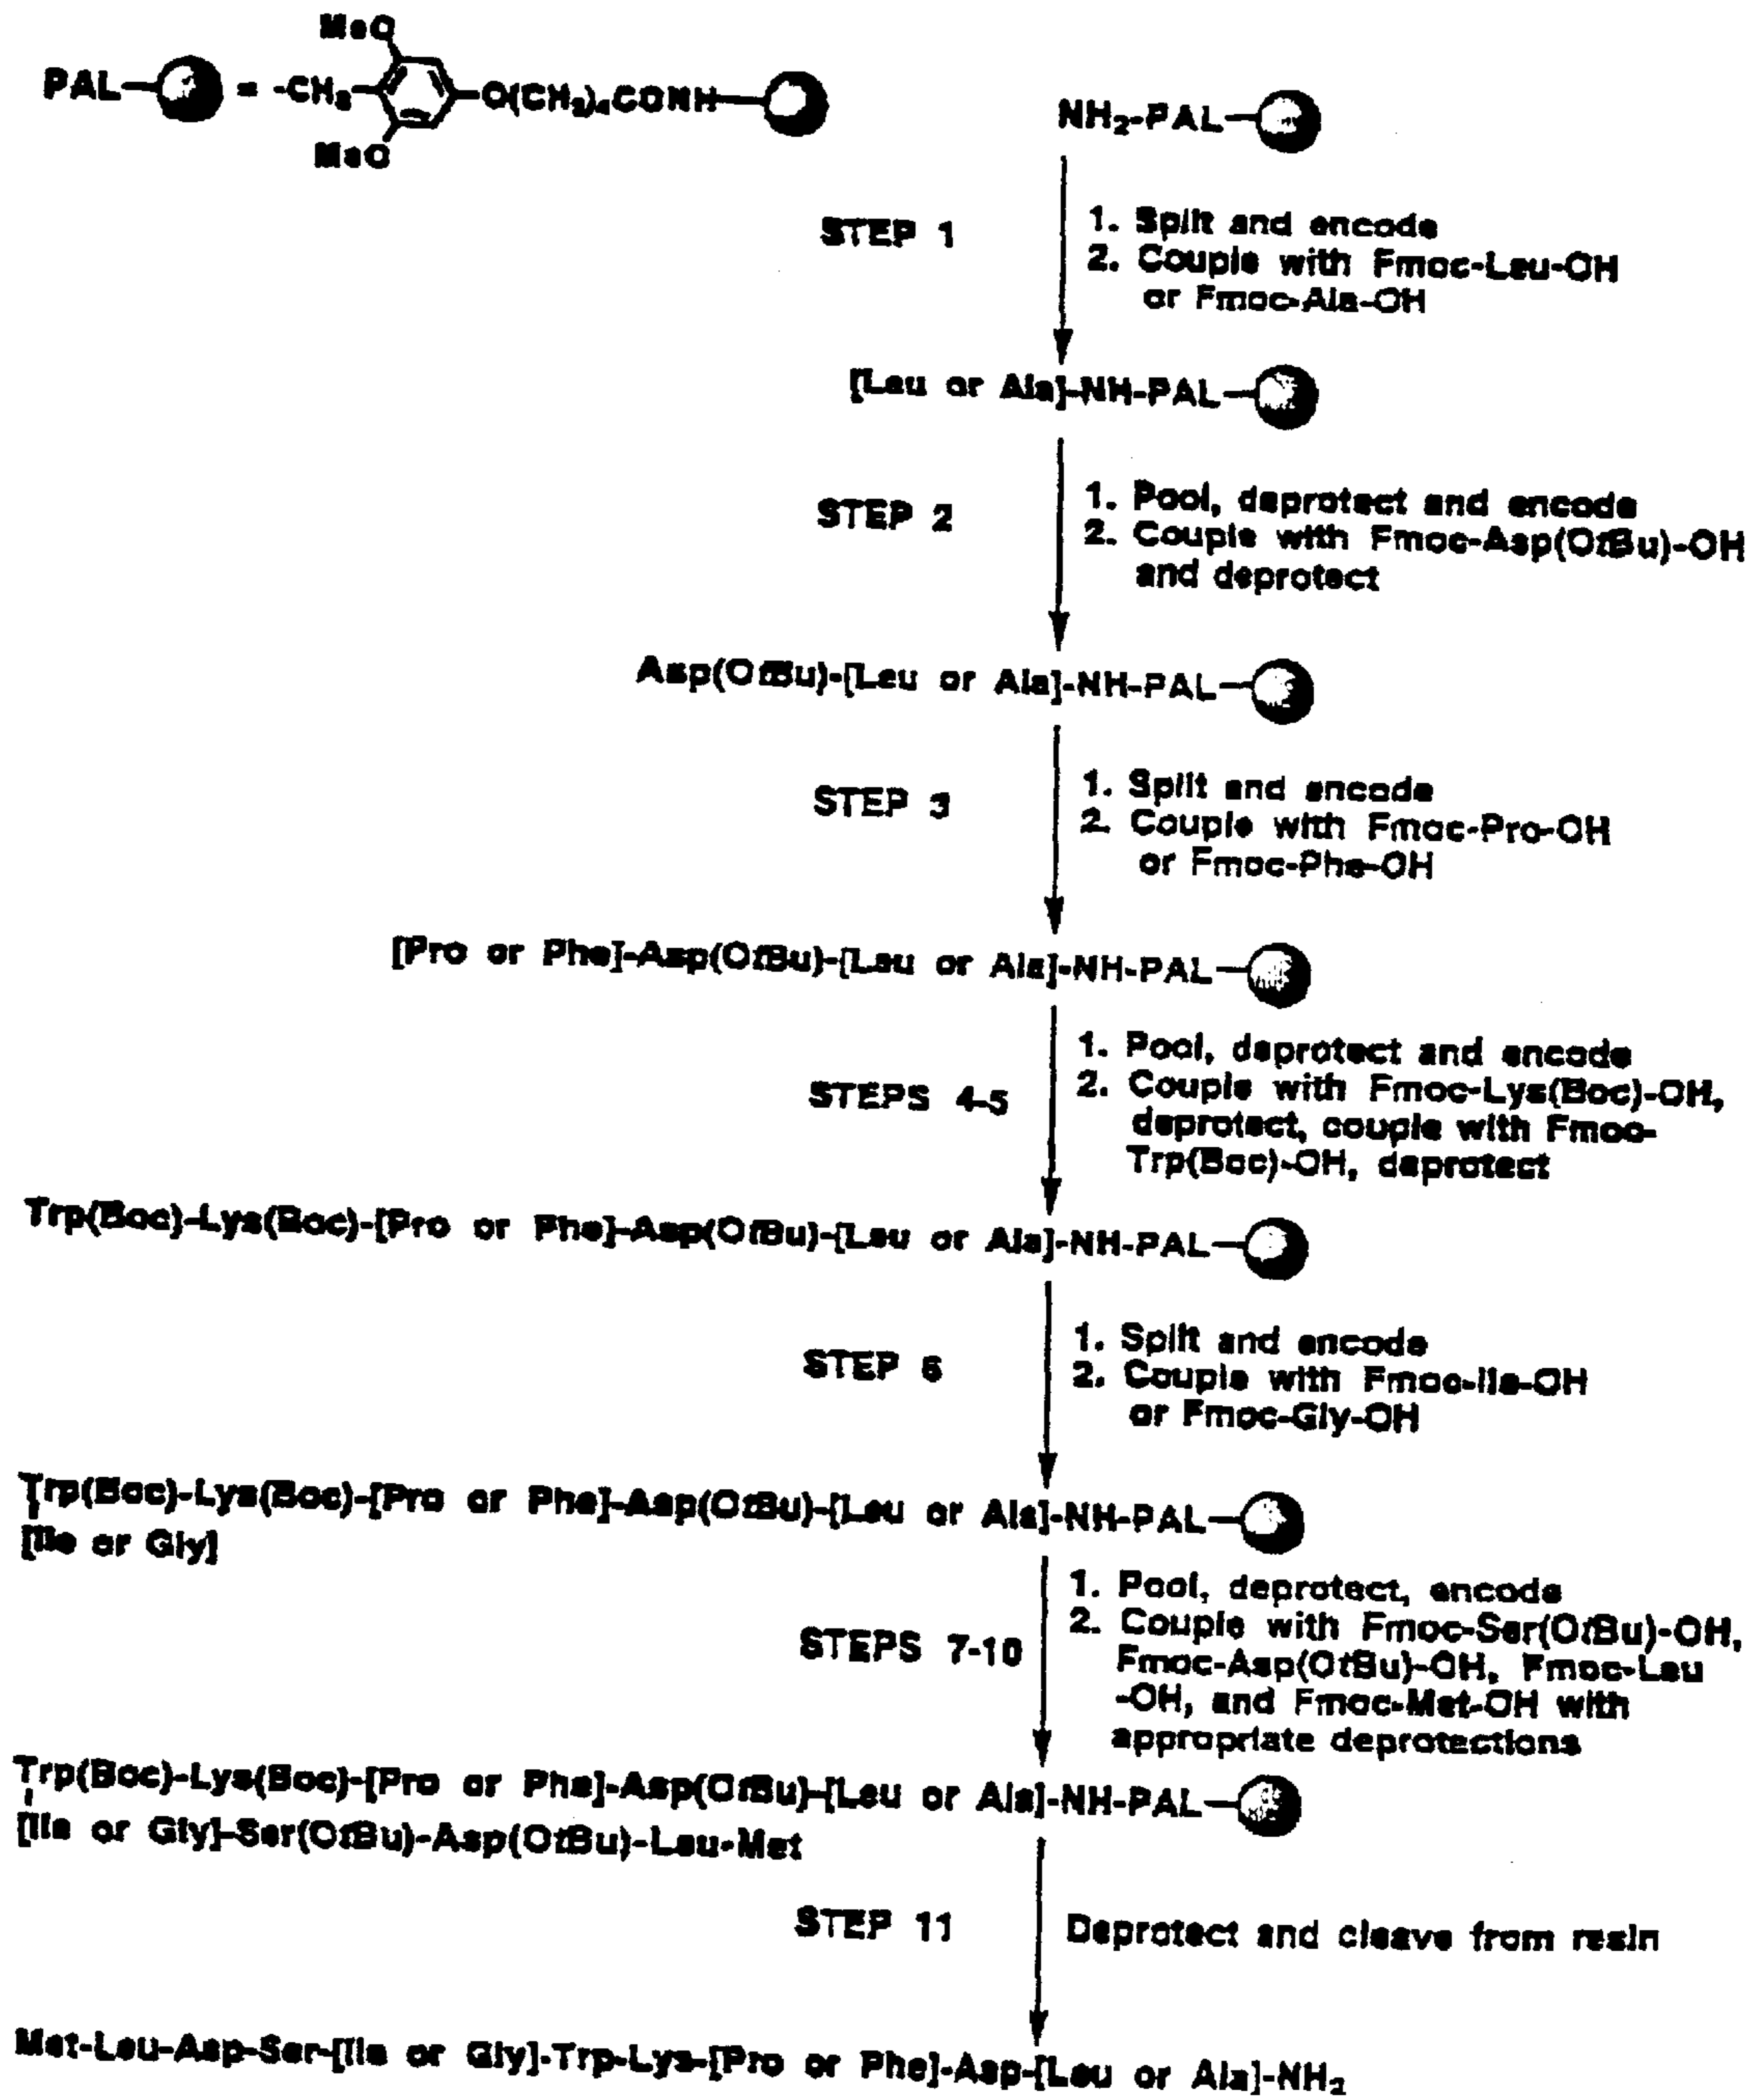 MeO
PAL = -CH2 O(CH2)4CONH
MeO
NH2-PAL
STEP 1
1. Split and encode
2. Couple with Fmoc-Leu-OH
or Fmoc-Ala-OH
[Leu or Ala]-NH-PAL
STEP 2
1. Pool, deprotect and encode
2. Couple with Fmoc-Asp(OtBu)-OH
and deprotect
Asp(OtBu)-[Leu or Ala]-NH-PAL
STEP 3
1. Split and encode
2. Couple with Fmoc-Pro-OH
or Fmoc-Phe-OH
[Pro or Phe]-Asp(OtBu)-[Leu or Ala]-NH-PAL
STEPS 4-5
1. Pool, deprotect and encode
2. Couple with Fmoc-Lys(Boc)-OH,
deprotect, couple with Fmoc-
Trp(Boc)-OH, deprotect
Trp(Boc)-Lys(Boc)-[Pro or Phe]-Asp(OtBu)-[Leu or Ala]-NH-PAL
STEP 6
1. Split and encode
2. Couple with Fmoc-Ile-OH
or Fmoc-Gly-OH
Trp(Boc)-Lys(Boc)-[Pro or Phe]-Asp(OtBu)-[Leu or Ala]-NH-PAL
[Ile or Gly]
STEPS 7-10
1. Pool, deprotect, encode
2. Couple with Fmoc-Ser(OtBu)-OH,
Fmoc-Asp(OtBu)-OH, Fmoc-Leu
-OH, and Fmoc-Met-OH with
appropriate deprotections
Trp(Boc)-Lys(Boc)-[Pro or Phe]-Asp(OtBu)-[Leu or Ala]-NH-PAL
[Ile or Gly]-Ser(OtBu)-Asp(OtBu)-Leu-Met
STEP 11
Deprotect and cleave from resin
Met-Leu-Asp-Ser-[Ile or Gly]-Trp-Lys-[Pro or Phe]-Asp-[Leu or Ala]-NH2